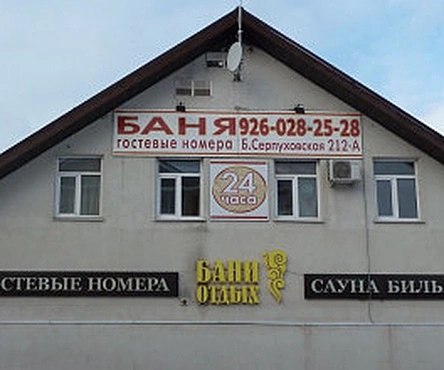 БАНЯ 926-028-25-28
гостевые номера Б.Серпуховская 212-А
24
часа
БАНИ
ОТДЫХ
СТЕВЫЕ НОМЕРА
САУНА БИЛЬ